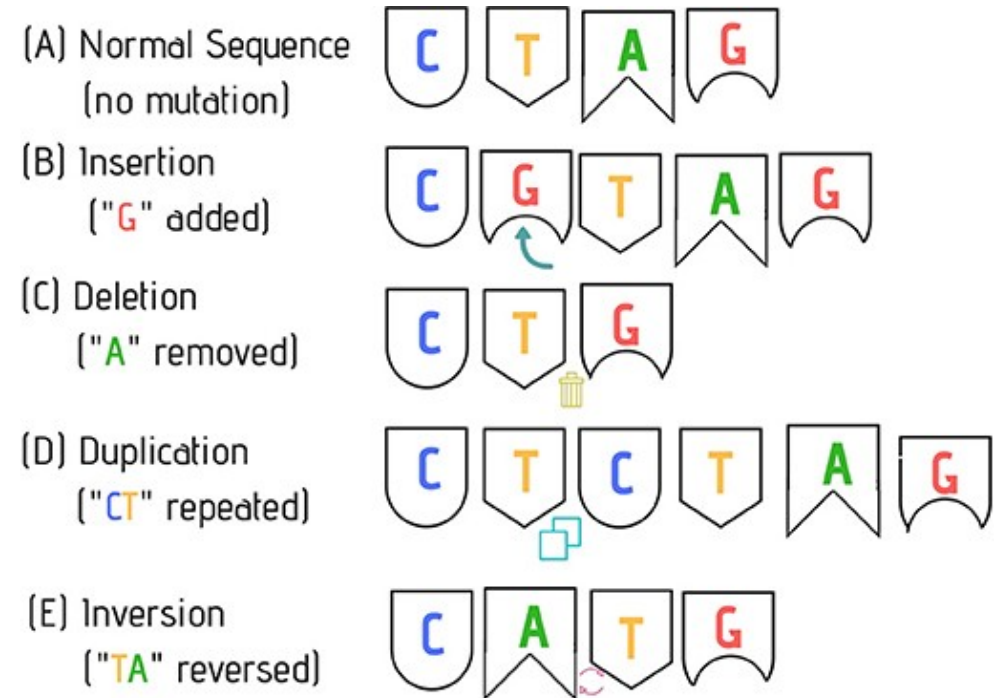 (A) Normal Sequence
(no mutation)
C T A G
(B) Insertion
("G" added)
C G T A G
(C) Deletion
("A" removed)
C T G
(D) Duplication
("CT" repeated)
C T C T A G
(E) Inversion
("TA" reversed)
C A T G